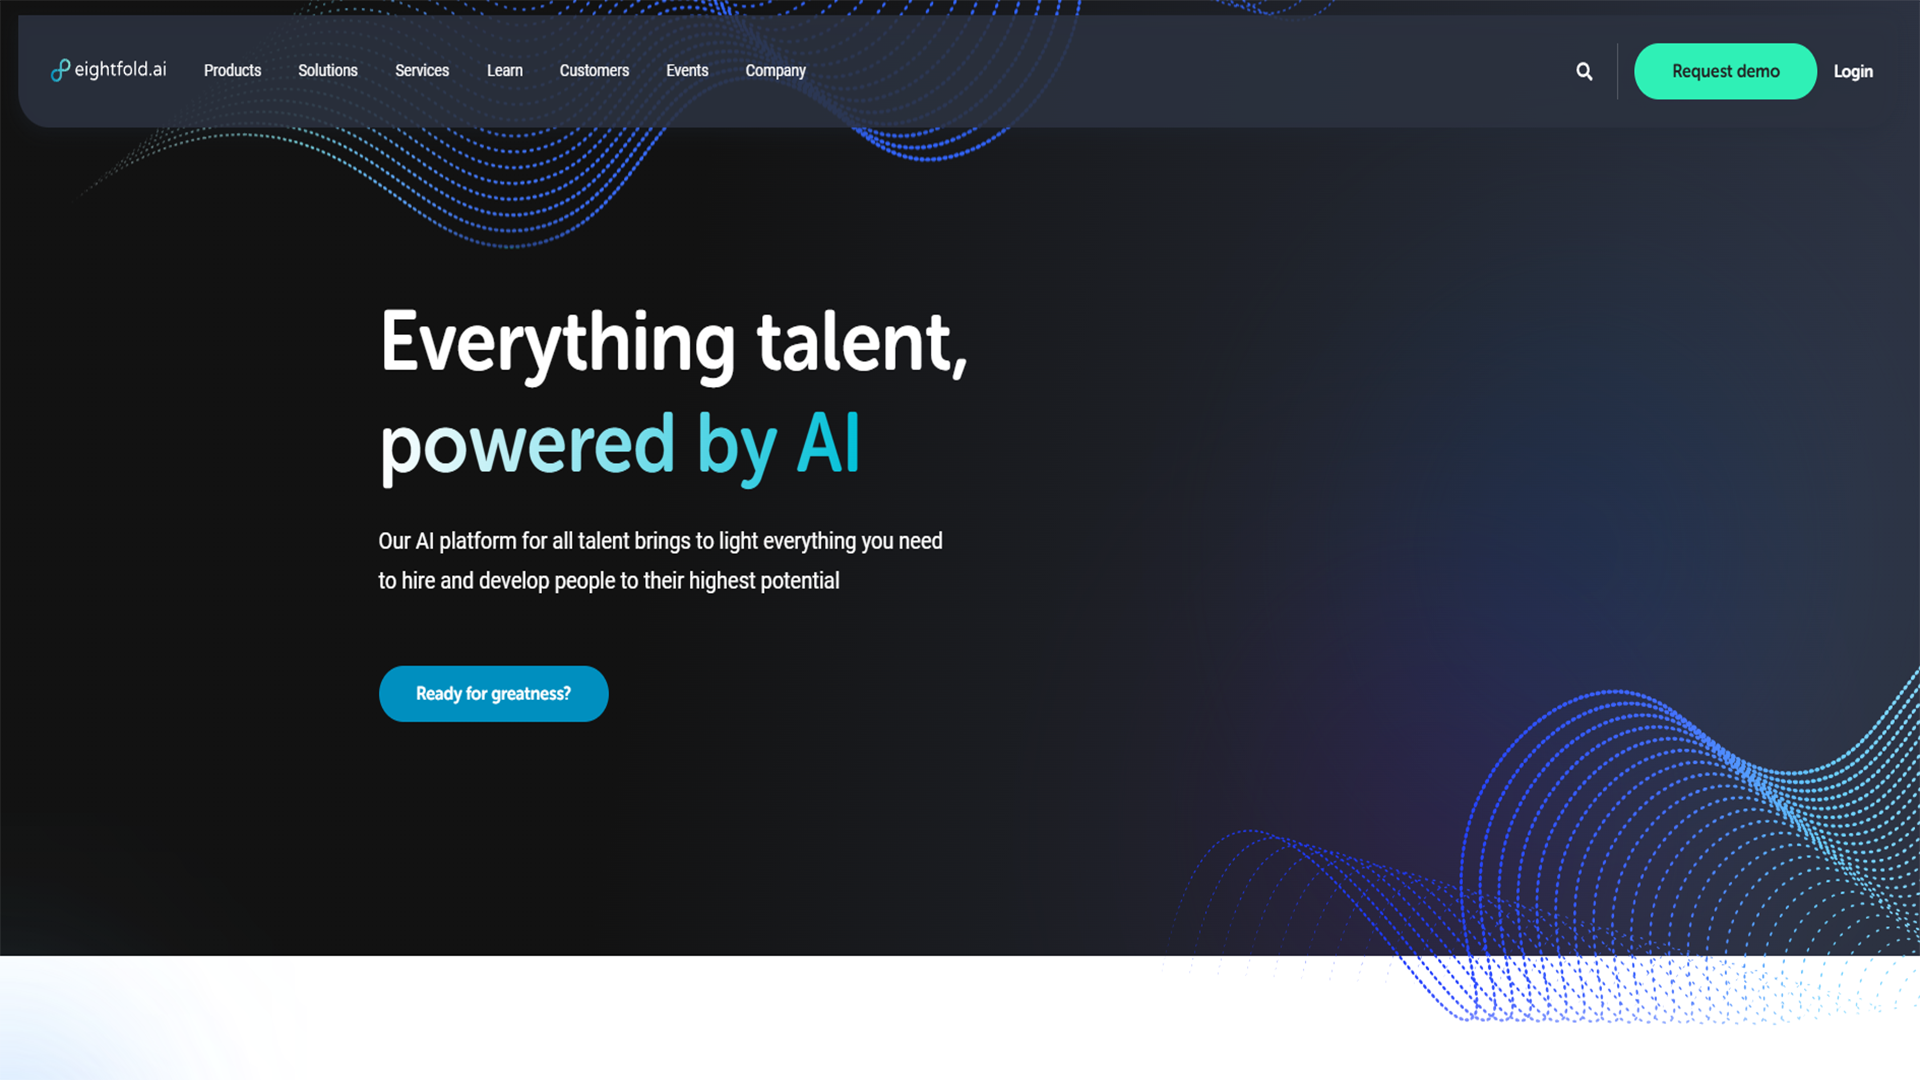 eightfold.ai Products Solutions Services Learn Customers Events Company Request demo Login
Everything talent,
powered by AI
Our AI platform for all talent brings to light everything you need
to hire and develop people to their highest potential
Ready for greatness?